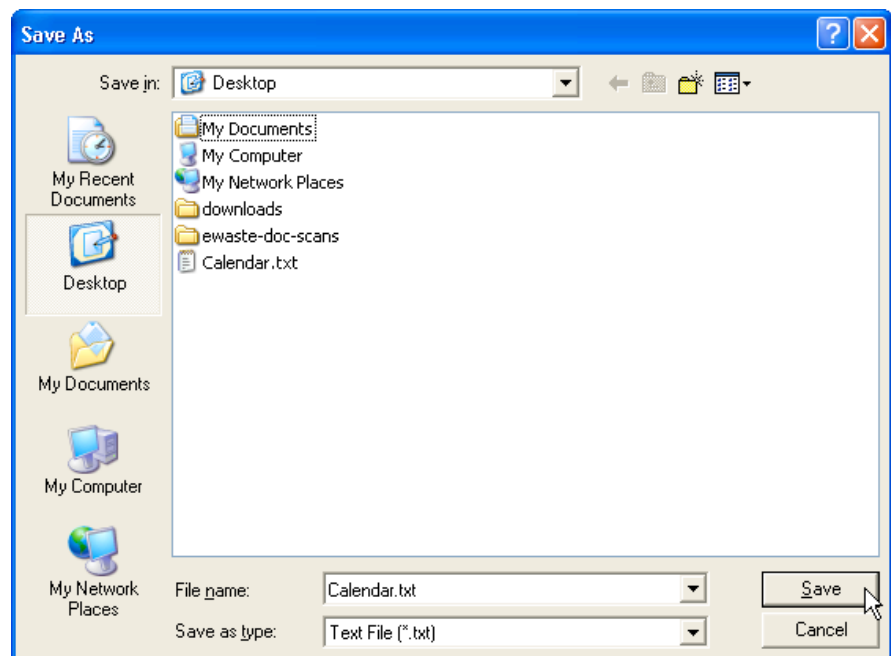 Save As
Save in:
Desktop
My Recent
Documents
Desktop
My Documents
My Computer
My Network
Places
My Documents
My Computer
My Network Places
downloads
ewaste-doc-scans
Calendar.txt
File name:
Calendar.txt
Save
Save as type:
Text File (*.txt)
Cancel